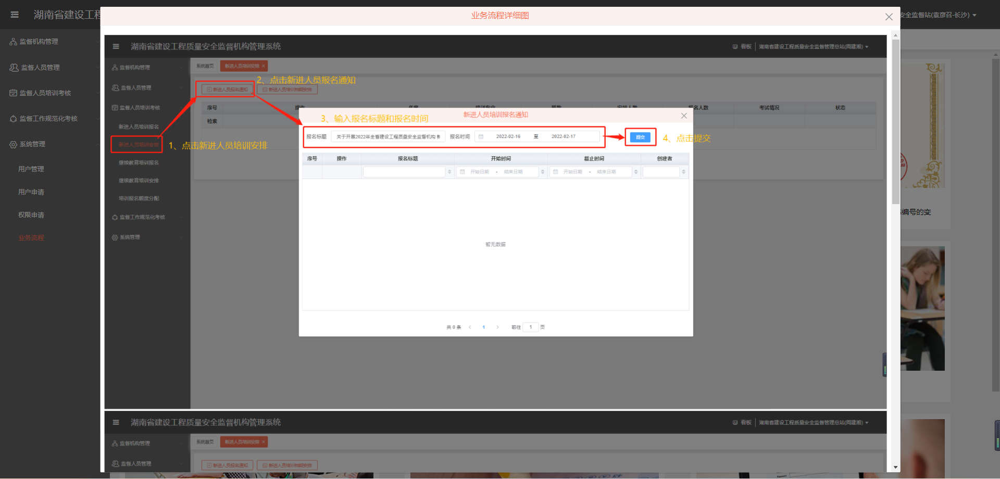 湖南省建设工程
业务流程详细图
安全监督站(袁彦召-长沙)
监督机构管理
监督人员管理
监督人员培训考核
监督工作规范化考核
系统管理
用户管理
用户申请
权限申请
业务流程
湖南省建设工程质量安全监督机构管理系统
看板
湖南省建设工程质量安全监督管理总站(周建湘)
监督机构管理
监督人员管理
监督人员培训考核
新进人员培训报名
新进人员培训安排
继续教育培训报名
继续教育培训安排
培训报名额度分配
监督工作规范化考核
系统管理
系统首页
新进人员培训安排
2、点击新进人员报名通知
新进人员报名通知
新进人员培训档期安排
序号 操作 年度 培训专业 期数 安排人数 报名人数 考试情况 状态
检索
1、点击新进人员培训安排
新进人员培训报名通知
3、输入报名标题和报名时间
报名标题 关于开展2022年全省建设工程质量安全监督机构 报名时间 2022-02-16 至 2022-02-17
提交
4、点击提交
序号 操作 报名标题 开始时间 截止时间 创建者
开始日期 - 结束日期 开始日期 - 结束日期
暂无数据
共 0 条 1 前往 1 页
编号的变
湖南省建设工程质量安全监督机构管理系统
看板
湖南省建设工程质量安全监督管理总站(周建湘)
监督机构管理
监督人员管理
系统首页
新进人员培训安排
新进人员报名通知
新进人员培训档期安排